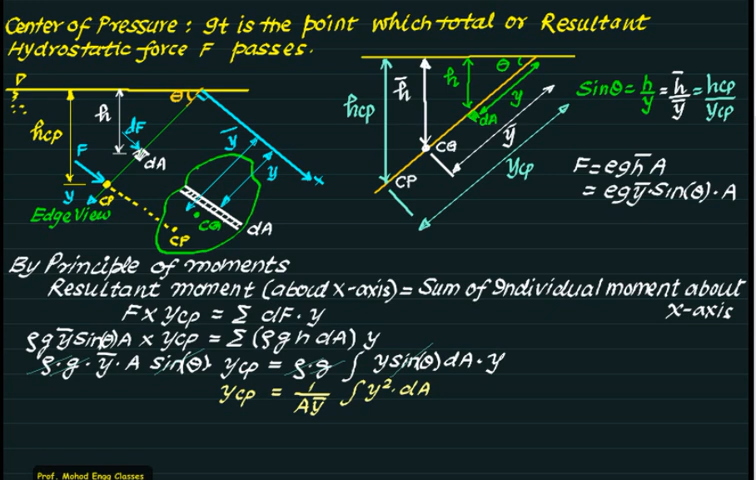 Center of Pressure : It is the point which total or Resultant
Hydrostatic force F passes.
P
θ
h
hcp
dF
dA
F
y
CP
Edge View
ȳ
y
x
CG
CP
dA
θ
h̄
h
hcp
y
dA
CG
ȳ
CP
ycp
Sinθ = h/y = h̄/ȳ = hcp/ycp
F = ρgh̄ A
= ρgȳ·Sin(θ)·A
By Principle of moments
Resultant moment (about x-axis) = Sum of Individual moment about
x-axis
F × ycp = Σ dF · y
ρgȳsin(θ)A × ycp = Σ (ρg h dA) y
ρ·g·ȳ·A sin(θ) ycp = ρ·g ∫ ysin(θ)dA·y
ycp = 1/Aȳ ∫ y²·dA
Prof. Mohod Engg Classes